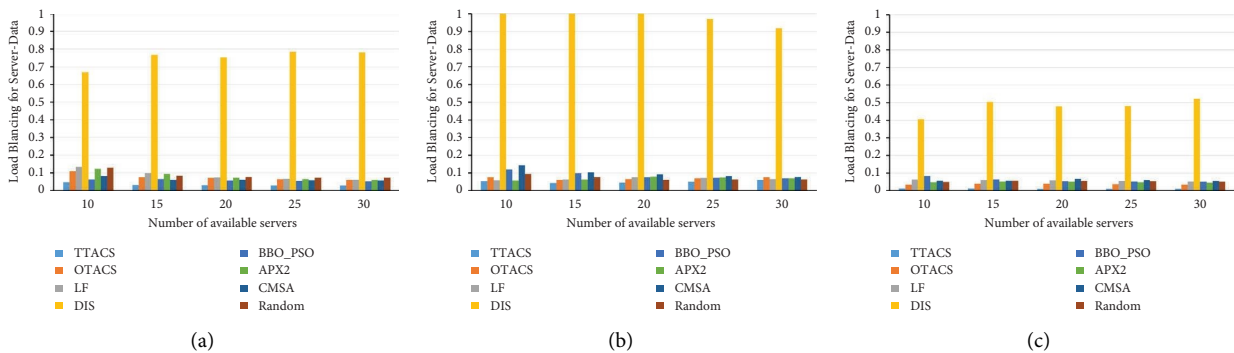 Load Blancing for Server-Data
1
0.9
0.8
0.7
0.6
0.5
0.4
0.3
0.2
0.1
0
10 15 20 25 30
Number of available servers
TTACS BBO_PSO
OTACS APX2
LF CMSA
DIS Random
(a)
Load Blancing for Server-Data
1
0.9
0.8
0.7
0.6
0.5
0.4
0.3
0.2
0.1
0
10 15 20 25 30
Number of available servers
TTACS BBO_PSO
OTACS APX2
LF CMSA
DIS Random
(b)
Load Blancing for Server-Data
1
0.9
0.8
0.7
0.6
0.5
0.4
0.3
0.2
0.1
0
10 15 20 25 30
Number of available servers
TTACS BBO_PSO
OTACS APX2
LF CMSA
DIS Random
(c)